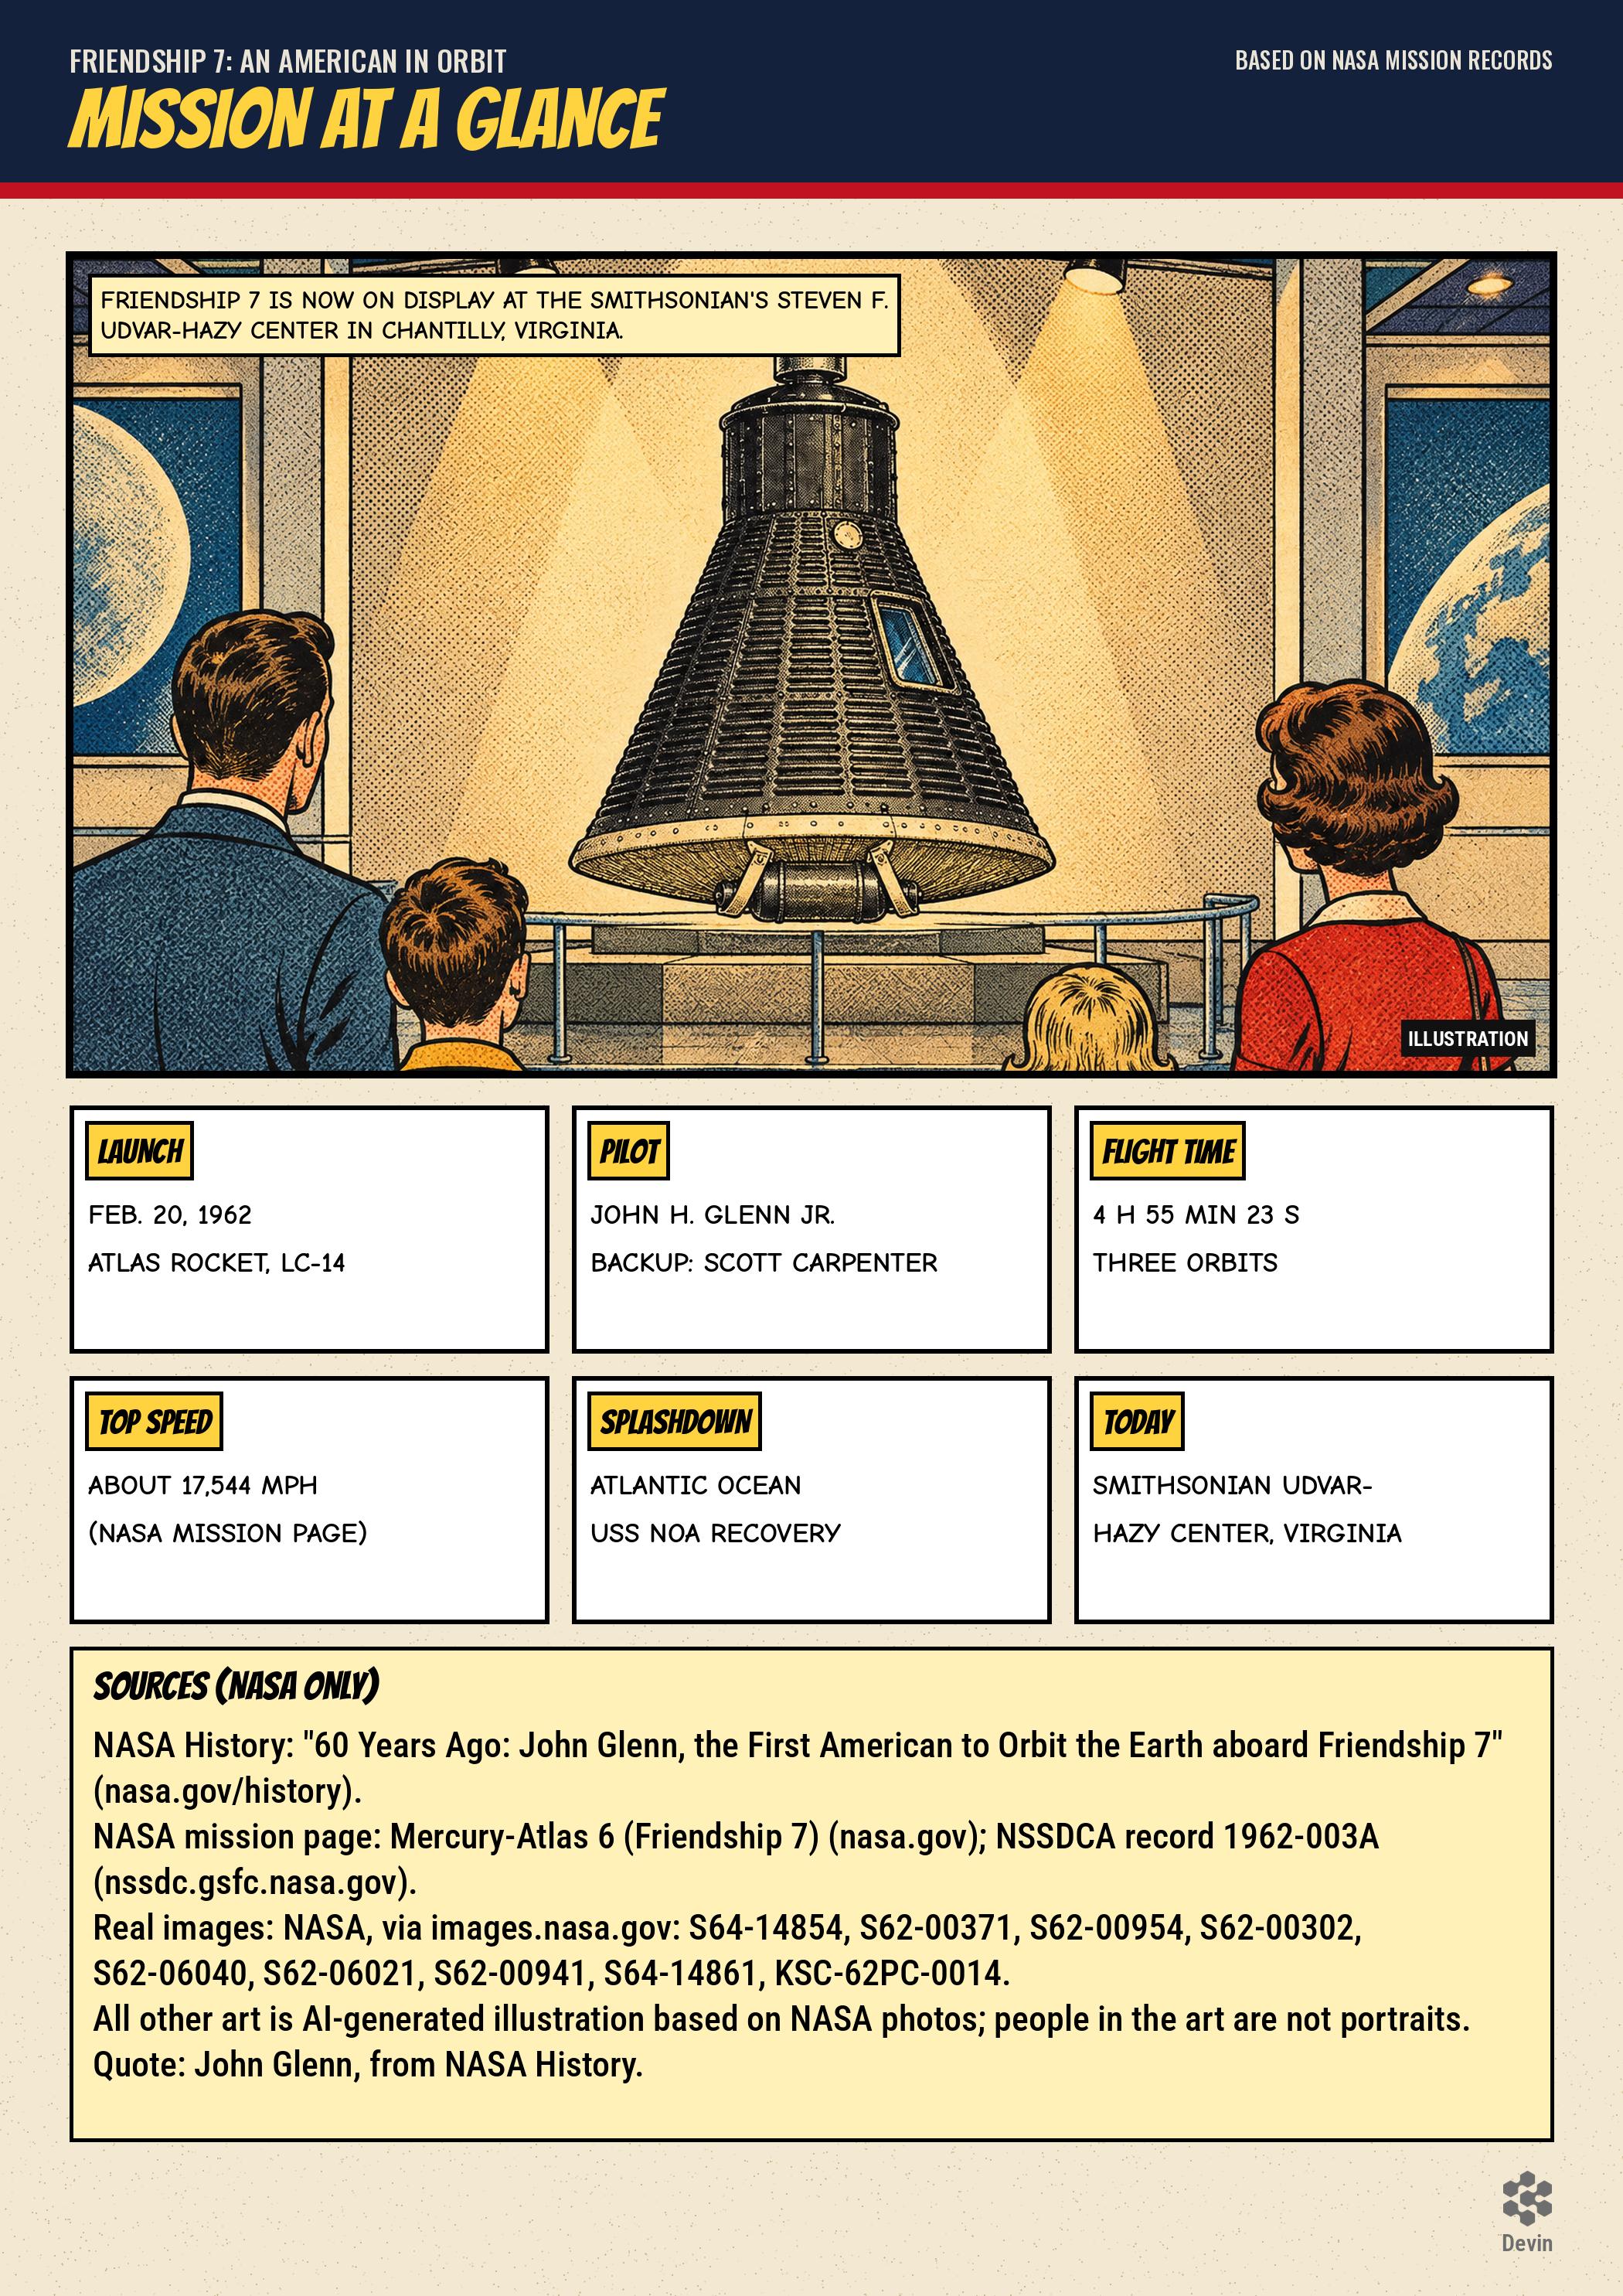 FRIENDSHIP 7: AN AMERICAN IN ORBIT
BASED ON NASA MISSION RECORDS
MISSION AT A GLANCE
FRIENDSHIP 7 IS NOW ON DISPLAY AT THE SMITHSONIAN'S STEVEN F.
UDVAR-HAZY CENTER IN CHANTILLY, VIRGINIA.
ILLUSTRATION
LAUNCH
FEB. 20, 1962
ATLAS ROCKET, LC-14
PILOT
JOHN H. GLENN JR.
BACKUP: SCOTT CARPENTER
FLIGHT TIME
4 H 55 MIN 23 S
THREE ORBITS
TOP SPEED
ABOUT 17,544 MPH
(NASA MISSION PAGE)
SPLASHDOWN
ATLANTIC OCEAN
USS NOA RECOVERY
TODAY
SMITHSONIAN UDVAR-
HAZY CENTER, VIRGINIA
SOURCES (NASA ONLY)
NASA History: "60 Years Ago: John Glenn, the First American to Orbit the Earth aboard Friendship 7"
(nasa.gov/history).
NASA mission page: Mercury-Atlas 6 (Friendship 7) (nasa.gov); NSSDCA record 1962-003A
(nssdc.gsfc.nasa.gov).
Real images: NASA, via images.nasa.gov: S64-14854, S62-00371, S62-00954, S62-00302,
S62-06040, S62-06021, S62-00941, S64-14861, KSC-62PC-0014.
All other art is AI-generated illustration based on NASA photos; people in the art are not portraits.
Quote: John Glenn, from NASA History.
Devin